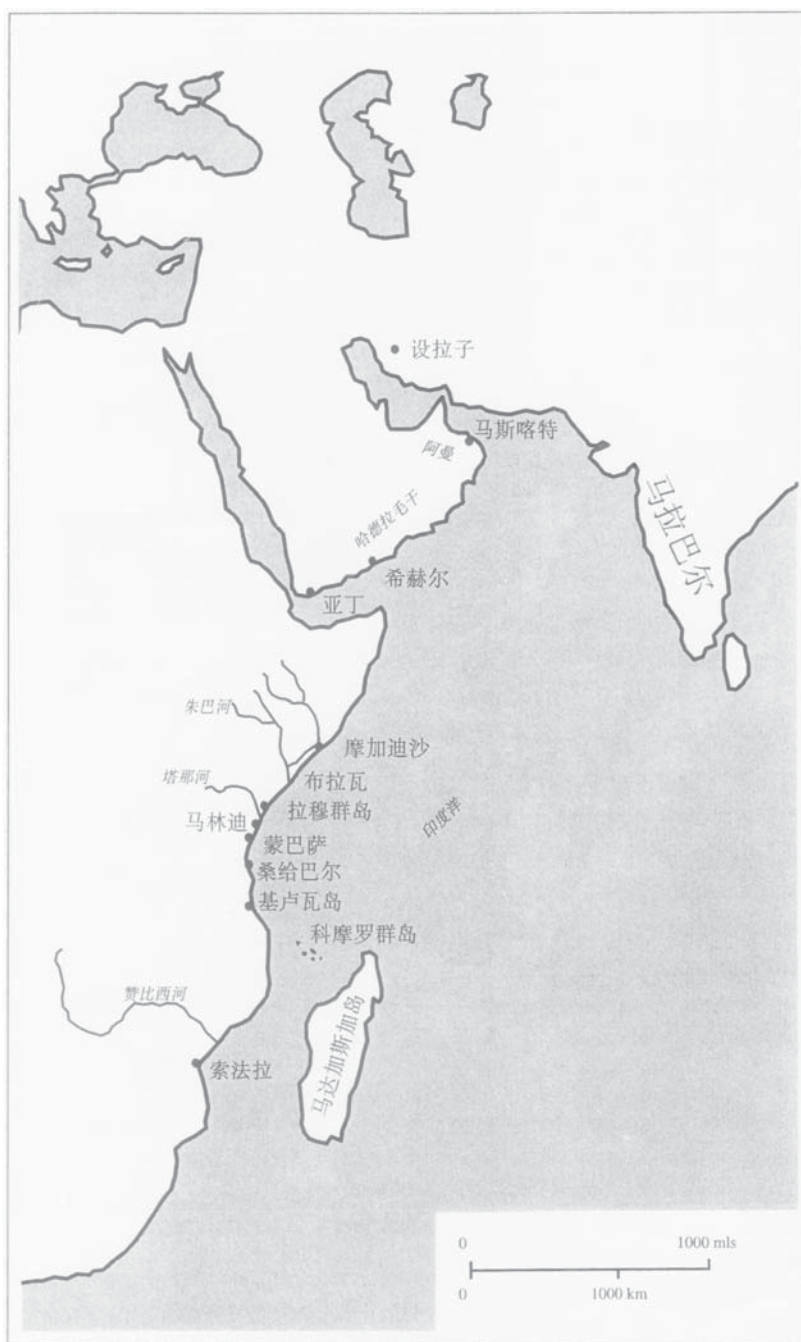 设拉子
马斯喀特
阿曼
马拉巴尔
哈德拉毛干
希赫尔
亚丁
朱巴河
摩加迪沙
塔那河
布拉瓦
拉穆群岛
马林迪
印度洋
蒙巴萨
桑给巴尔
基卢瓦岛
科摩罗群岛
赞比西河
马达加斯加岛
索法拉
0 1000 mls
0 1000 km